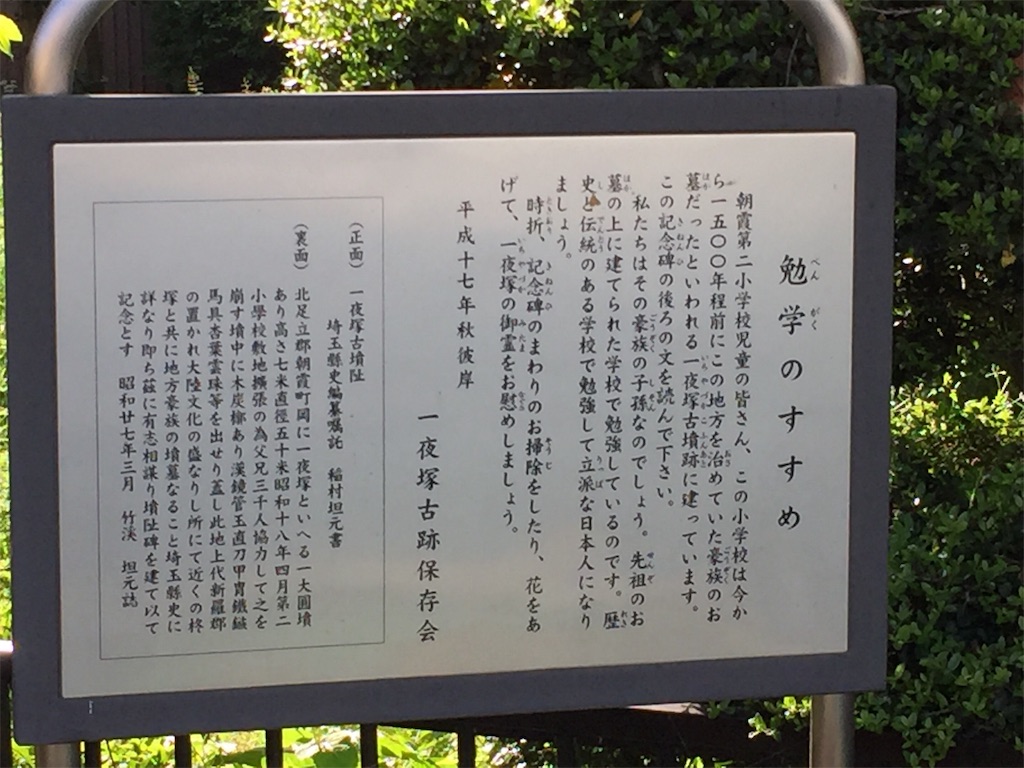 勉学のすすめ
朝霞第二小学校児童の皆さん、この小学校は今か
ら一五〇〇年程前にこの地方を治めていた豪族のお
墓だったといわれる一夜塚古墳跡に建っています。
この記念碑の後ろの文を読んで下さい。
私たちはその豪族の子孫なのでしょう。先祖のお
墓の上に建てられた学校で勉強しているのです。歴
史と伝統のある学校で勉強して立派な日本人になり
ましょう。
時折、記念碑のまわりのお掃除をしたり、花をあ
げて、一夜塚の御霊をお慰めしましょう。
平成十七年秋彼岸
一夜塚古跡保存会
(正面) 一夜塚古墳阯
埼玉縣史編纂嘱託 稲村坦元書
(裏面) 北足立郡朝霞町岡に一夜塚といへる一大圓墳
あり高さ七米直徑五十米昭和十八年四月第二
小學校敷地擴張の為父兄三千人協力して之を
崩す墳中に木炭槨あり漢鏡管玉直刀甲冑鐵鏃
馬具杏葉雲珠等を出せり蓋し此地上代新羅郡
の置かれ大陸文化の盛なりし所にて近くの柊
塚と共に地方豪族の墳墓なること埼玉縣史に
詳なり即ち茲に有志相謀り墳阯碑を建て以て
記念とす 昭和廿七年三月 竹渓 坦元誌